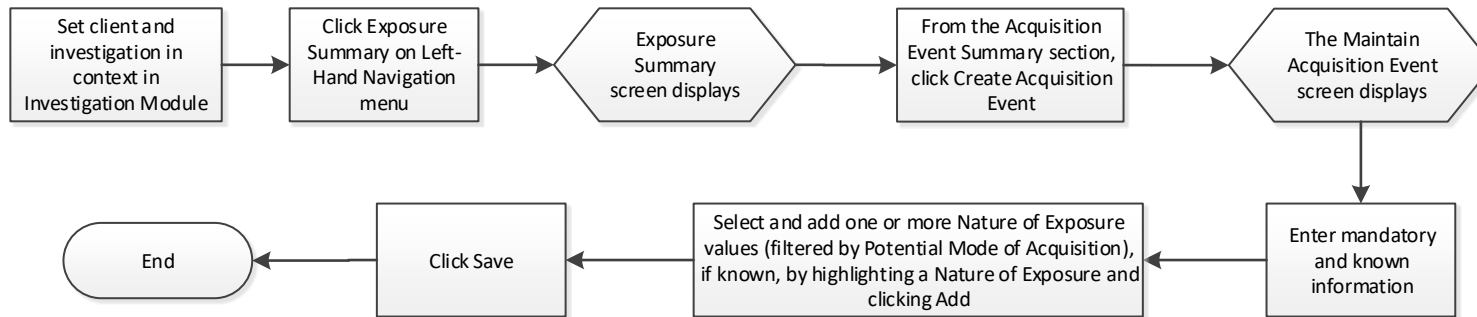 Set client and
investigation in
context in
Investigation Module
Click Exposure
Summary on Left-
Hand Navigation
menu
Exposure
Summary
screen displays
From the Acquisition
Event Summary section,
click Create Acquisition
Event
The Maintain
Acquisition Event
screen displays
Enter mandatory
and known
information
Select and add one or more Nature of Exposure
values (filtered by Potential Mode of Acquisition),
if known, by highlighting a Nature of Exposure and
clicking Add
Click Save
End